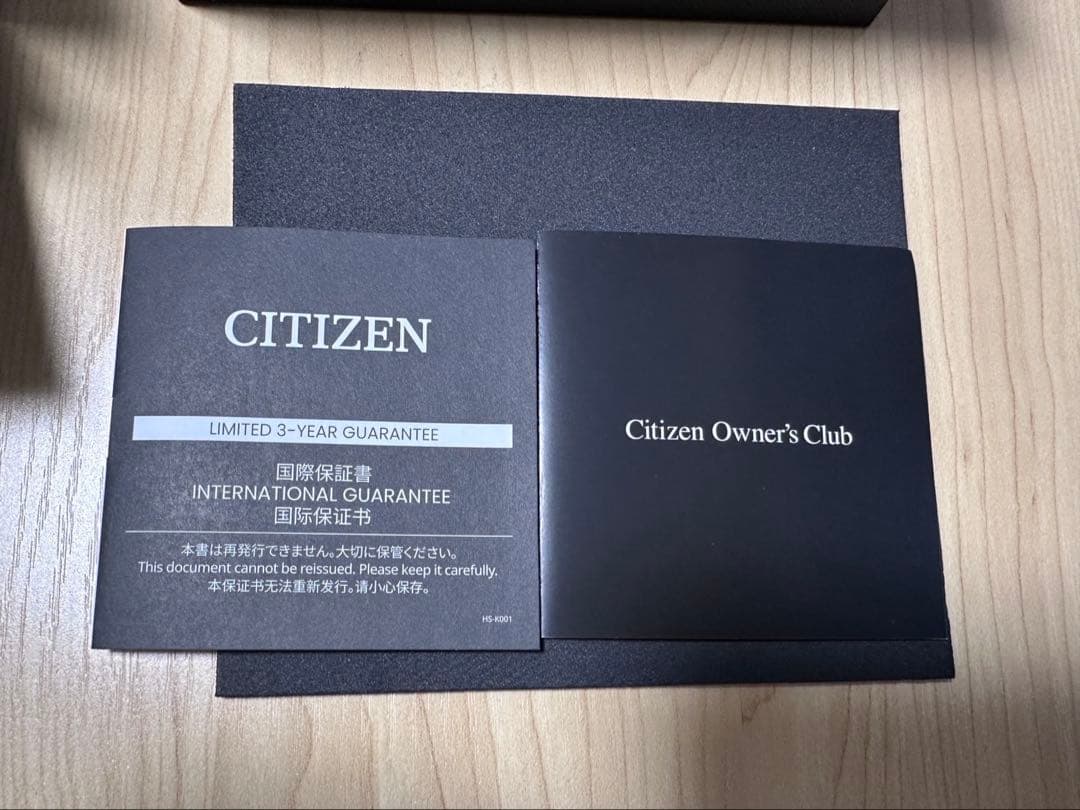 CITIZEN
LIMITED 3-YEAR GUARANTEE
国際保証書
INTERNATIONAL GUARANTEE
国际保证书
本書は再発行できません。大切に保管ください。
This document cannot be reissued. Please keep it carefully.
本保证书无法重新发行。请小心保存。
HS-K001
Citizen Owner's Club